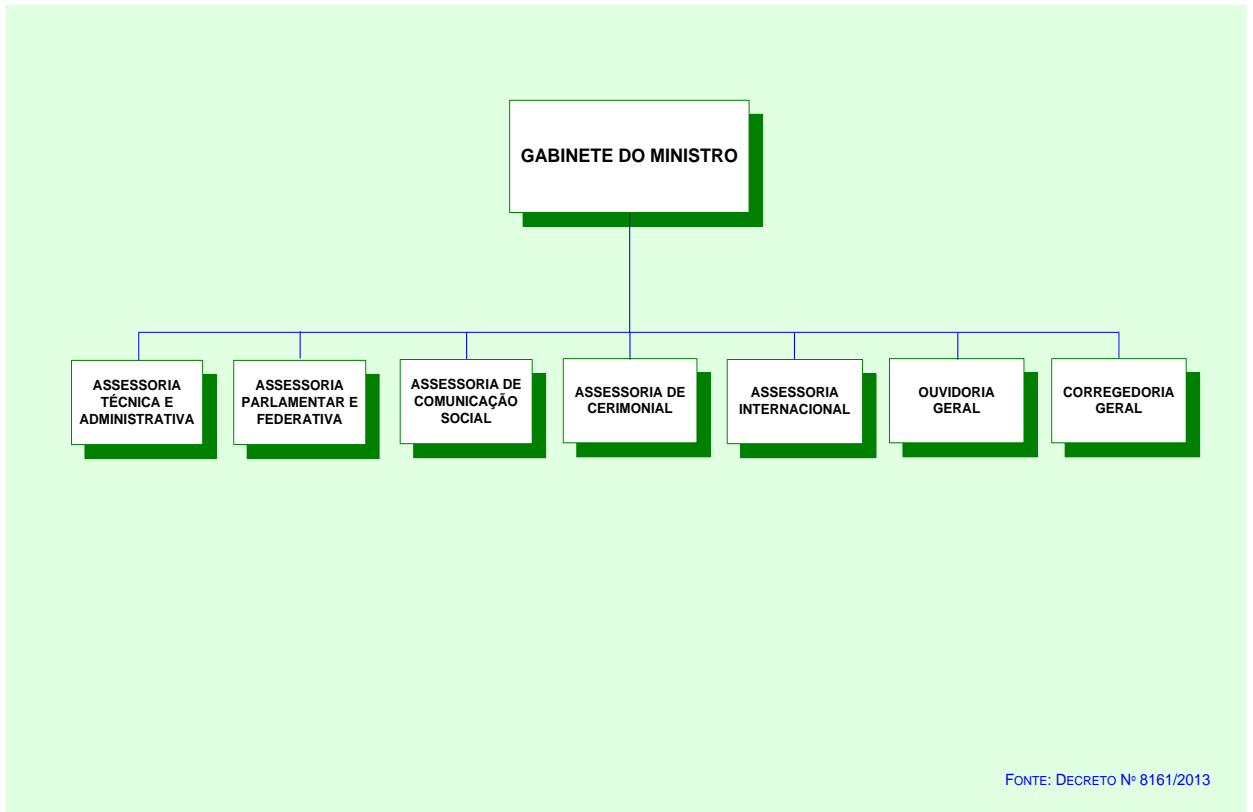 GABINETE DO MINISTRO
ASSESSORIA
TÉCNICA E
ADMINISTRATIVA
ASSESSORIA
PARLAMENTAR E
FEDERATIVA
ASSESSORIA DE
COMUNICAÇÃO
SOCIAL
ASSESSORIA DE
CERIMONIAL
ASSESSORIA
INTERNACIONAL
OUVIDORIA
GERAL
CORREGEDORIA
GERAL
FONTE: DECRETO Nº 8161/2013